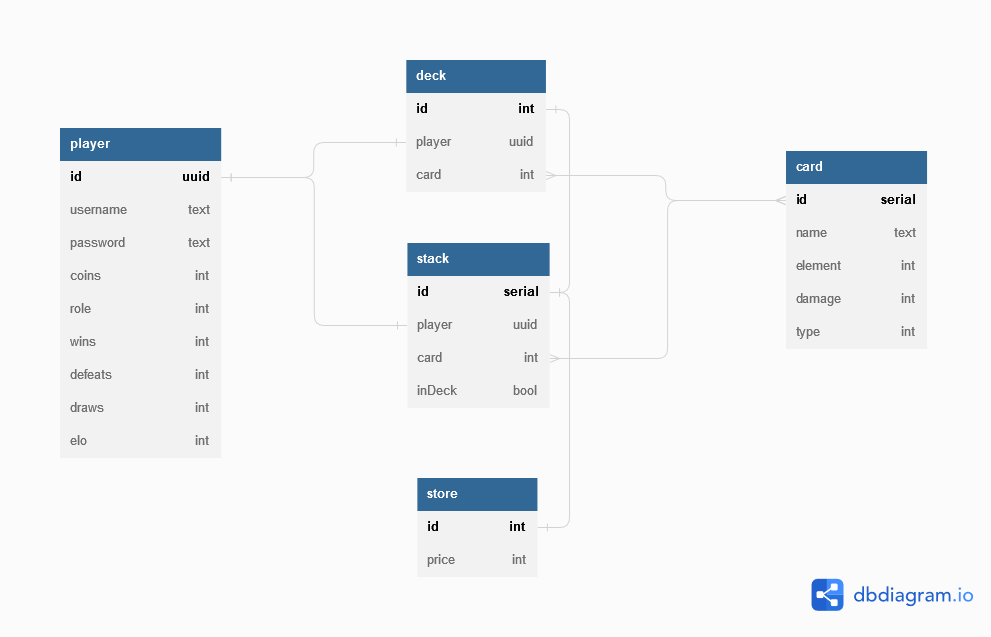 player
id uuid
username text
password text
coins int
role int
wins int
defeats int
draws int
elo int
deck
id int
player uuid
card int
stack
id serial
player uuid
card int
inDeck bool
store
id int
price int
card
id serial
name text
element int
damage int
type int
dbdiagram.io